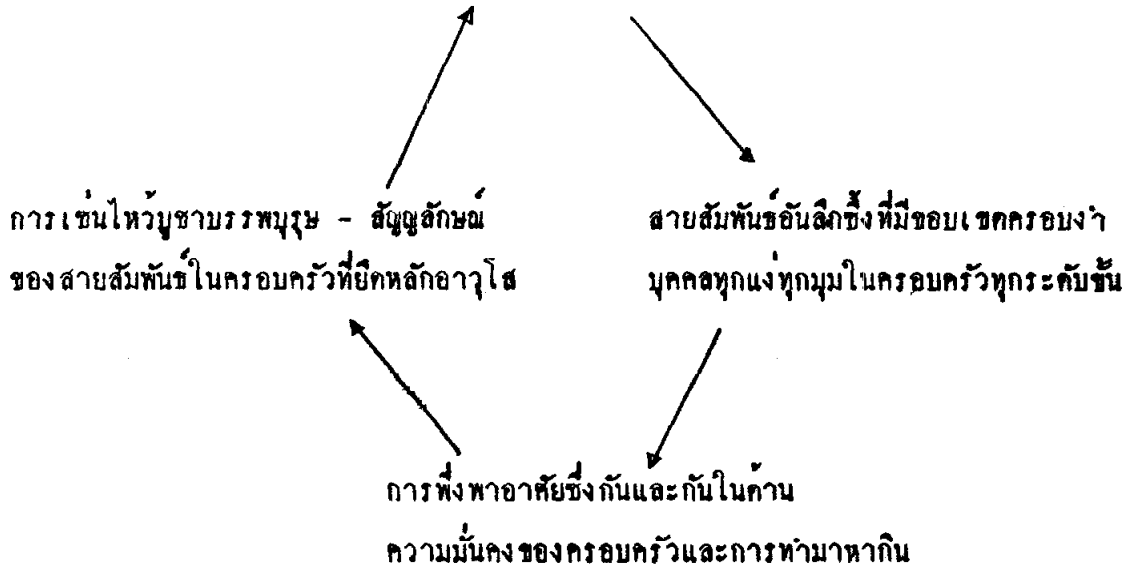 การเซ่นไหว้บูชาบรรพบุรุษ - สัญญลักษณ์
ของสายสัมพันธ์ในครอบครัวที่ยึดหลักอาวุโส
สายสัมพันธ์อันลึกซึ้งที่มีขอบเขตครอบงำ
บุคคลทุกแง่ทุกมุมในครอบครัวทุกระดับชั้น
การพึ่งพาอาศัยซึ่งกันและกันในด้าน
ความมั่นคงของครอบครัวและการทำมาหากิน